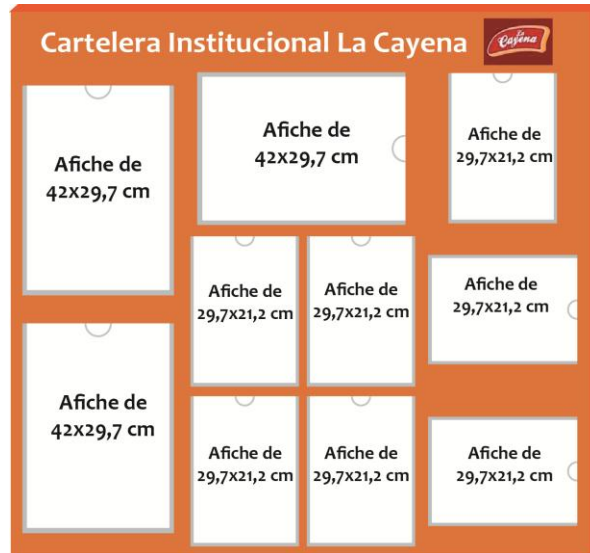 Cartelera Institucional La Cayena
La Cayena
Afiche de
42x29,7 cm
Afiche de
42x29,7 cm
Afiche de
29,7x21,2 cm
Afiche de
29,7x21,2 cm
Afiche de
29,7x21,2 cm
Afiche de
29,7x21,2 cm
Afiche de
42x29,7 cm
Afiche de
29,7x21,2 cm
Afiche de
29,7x21,2 cm
Afiche de
29,7x21,2 cm